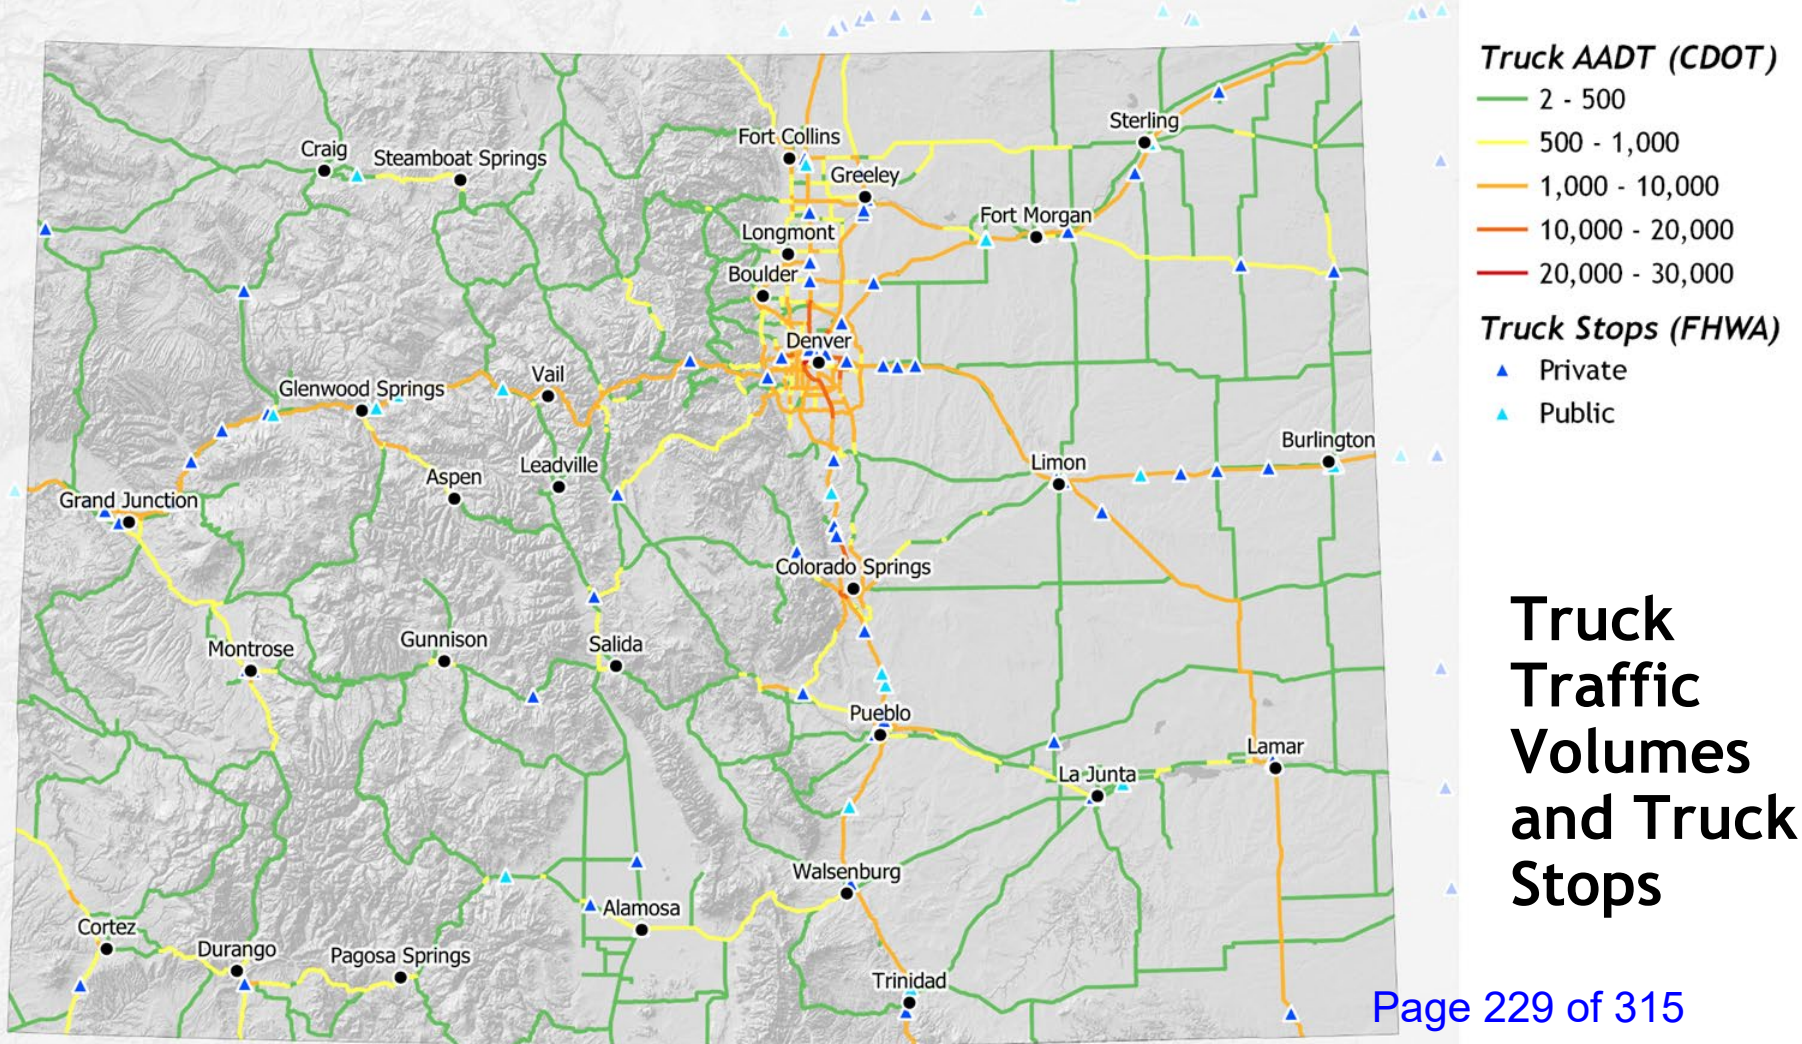 Truck AADT (CDOT)
2 - 500
500 - 1,000
1,000 - 10,000
10,000 - 20,000
20,000 - 30,000
Truck Stops (FHWA)
Private
Public
Truck
Traffic
Volumes
and Truck
Stops
Page 229 of 315
Sterling
Fort Collins
Craig
Steamboat Springs
Greeley
Fort Morgan
Longmont
Boulder
Denver
Vail
Glenwood Springs
Burlington
Limon
Leadville
Aspen
Grand Junction
Colorado Springs
Gunnison
Salida
Montrose
Pueblo
Lamar
La Junta
Walsenburg
Alamosa
Cortez
Durango
Pagosa Springs
Trinidad